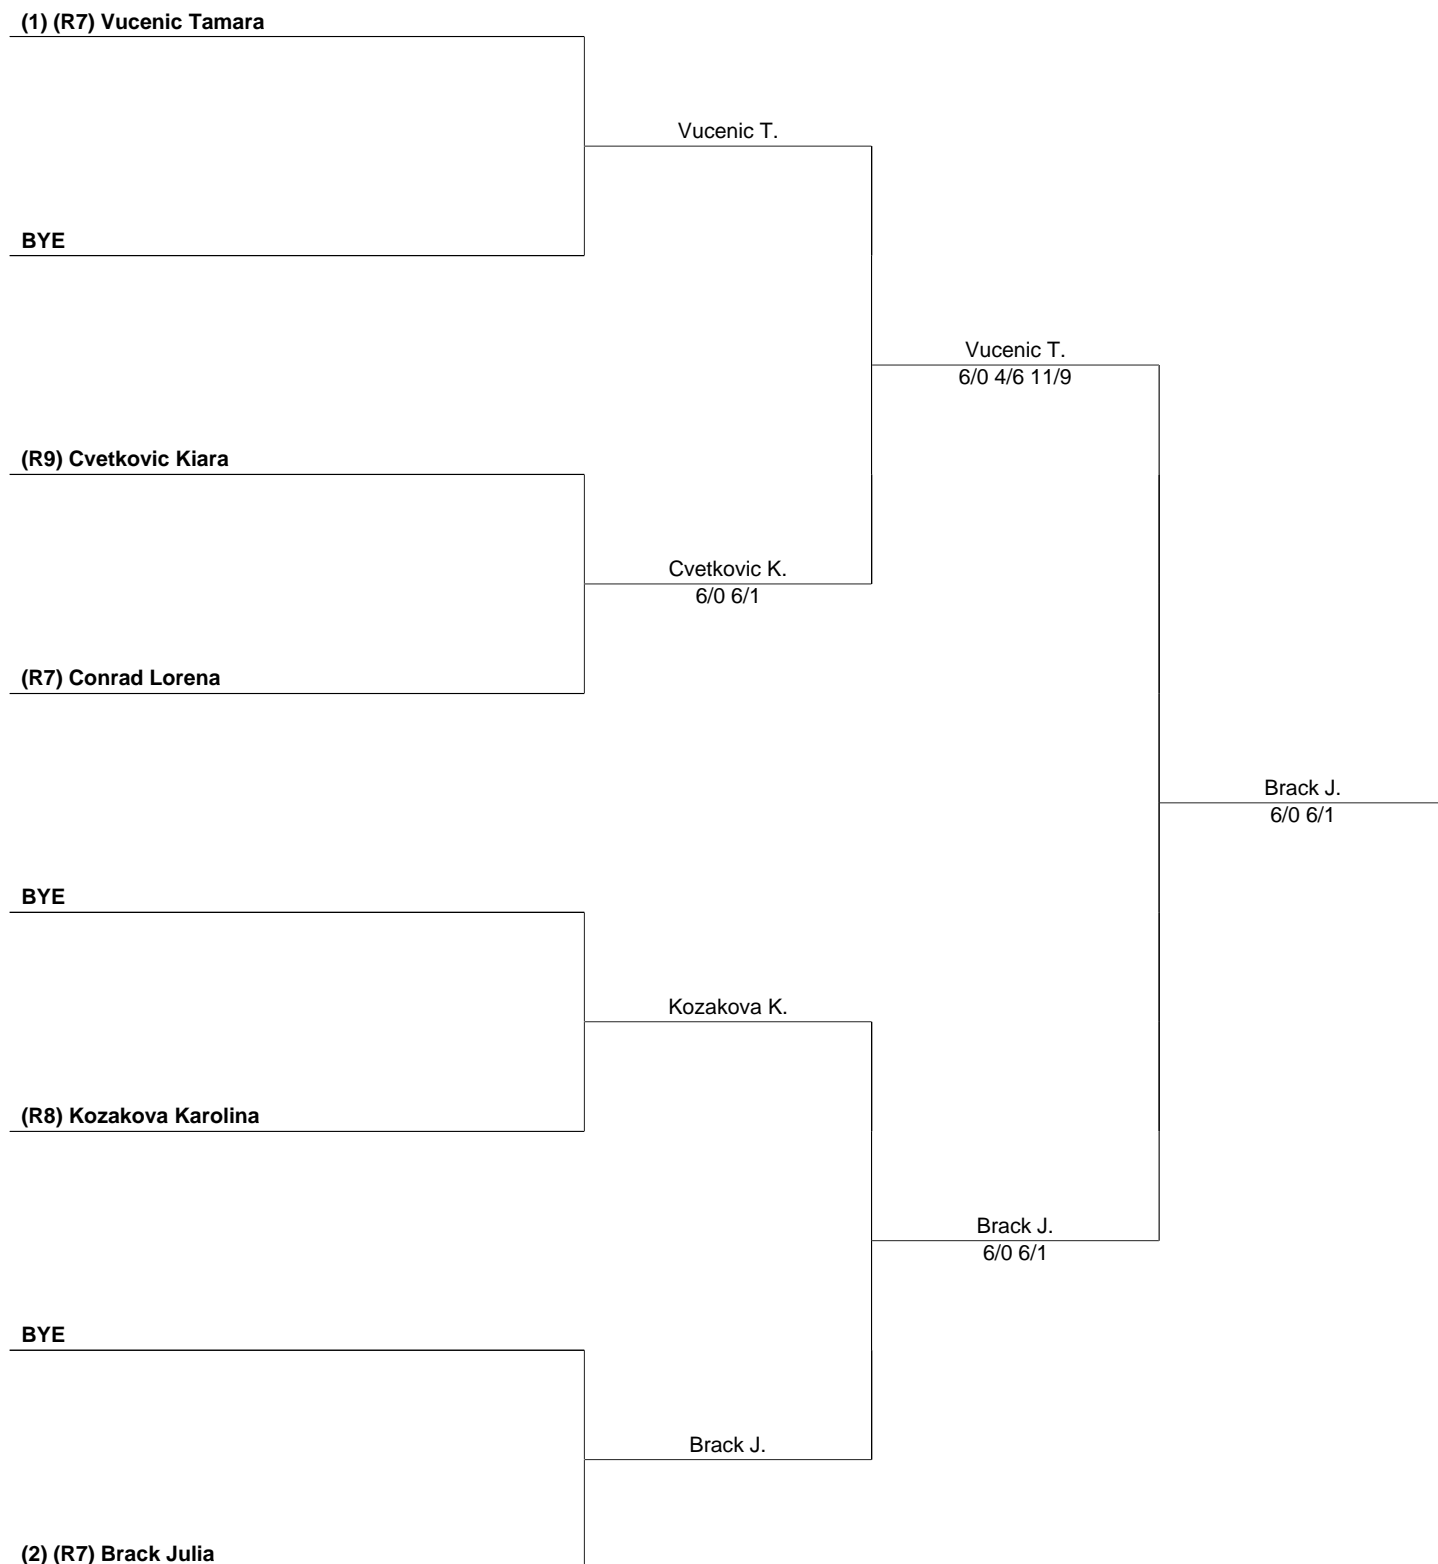 (1) (R7) Vucenic Tamara
Vucenic T.
BYE
Vucenic T.
6/0 4/6 11/9
(R9) Cvetkovic Kiara
Cvetkovic K.
6/0 6/1
(R7) Conrad Lorena
Brack J.
6/0 6/1
BYE
Kozakova K.
(R8) Kozakova Karolina
Brack J.
6/0 6/1
BYE
Brack J.
(2) (R7) Brack Julia